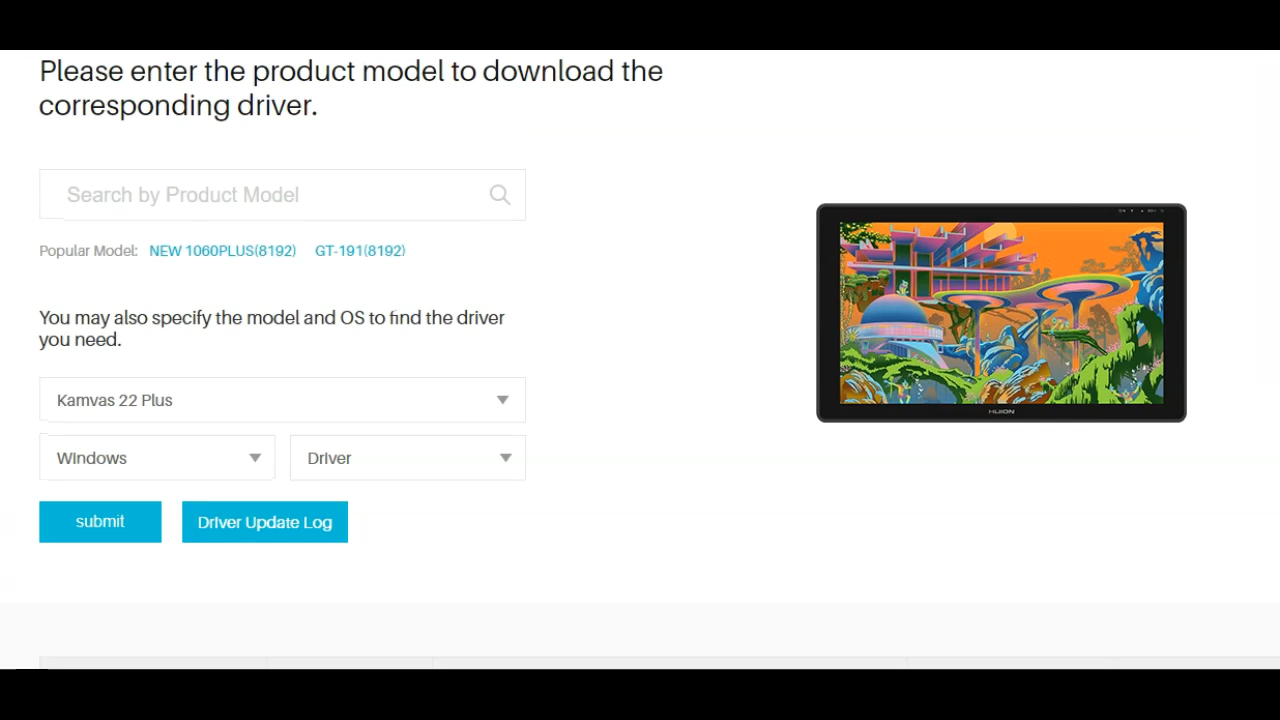 Please enter the product model to download the
corresponding driver.
Search by Product Model
Popular Model: NEW 1060PLUS(8192) GT-191(8192)
You may also specify the model and OS to find the driver
you need.
Kamvas 22 Plus
Windows
Driver
submit
Driver Update Log
HUION